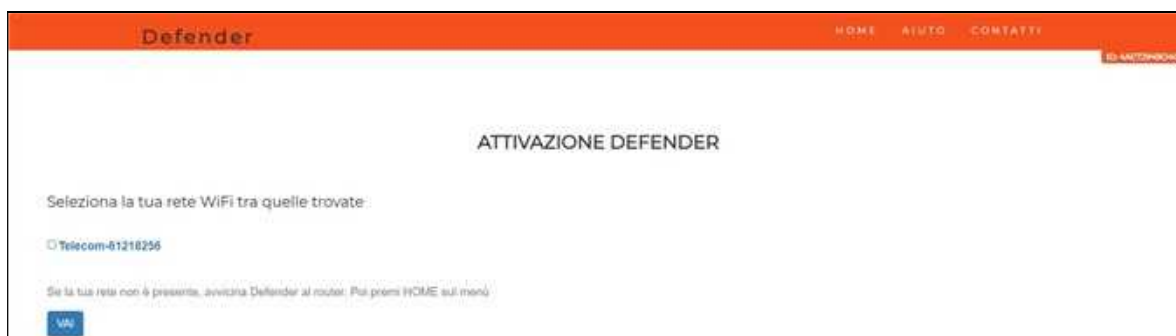 Defender
HOME AIUTO CONTATTI
ATTIVAZIONE DEFENDER
Seleziona la tua rete WiFi tra quelle trovate
Telecom-61218256
Se la tua rete non è presente, avvicina Defender al router. Poi premi HOME sul menù
VAI